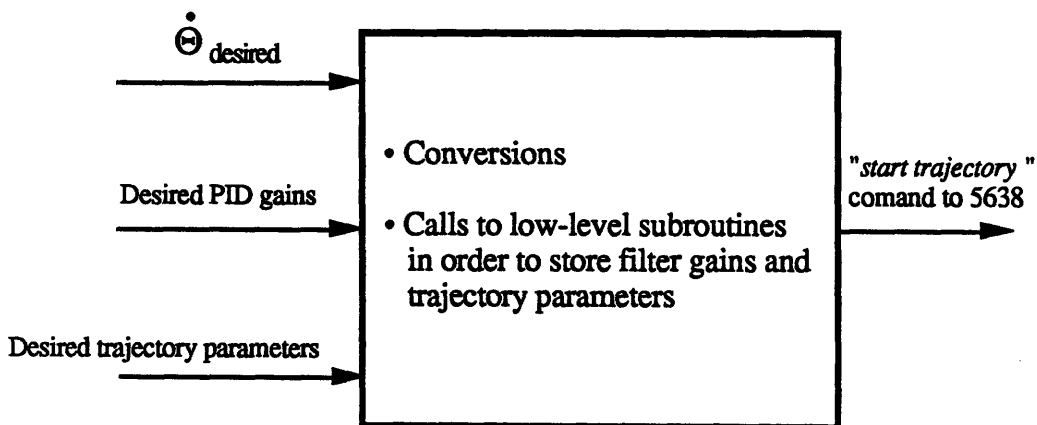 Θ̇ desired
Desired PID gains
Desired trajectory parameters
• Conversions
• Calls to low-level subroutines
in order to store filter gains and
trajectory parameters
"start trajectory "
comand to 5638